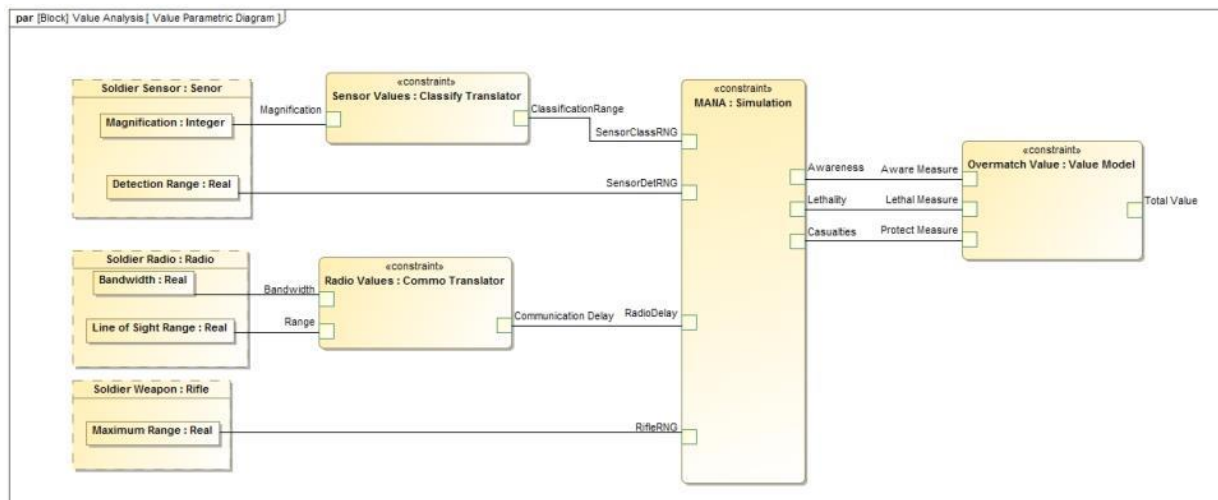 par [Block] Value Analysis [ Value Parametric Diagram ]
Soldier Sensor : Senor
Magnification : Integer
Detection Range : Real
Magnification
«constraint»
Sensor Values : Classify Translator
ClassificationRange
SensorClassRNG
SensorDetRNG
Soldier Radio : Radio
Bandwidth : Real
Line of Sight Range : Real
Bandwidth
Range
«constraint»
Radio Values : Commo Translator
Communication Delay
RadioDelay
Soldier Weapon : Rifle
Maximum Range : Real
RifleRNG
«constraint»
MANA : Simulation
Awareness
Lethality
Casualties
Aware Measure
Lethal Measure
Protect Measure
«constraint»
Overmatch Value : Value Model
Total Value